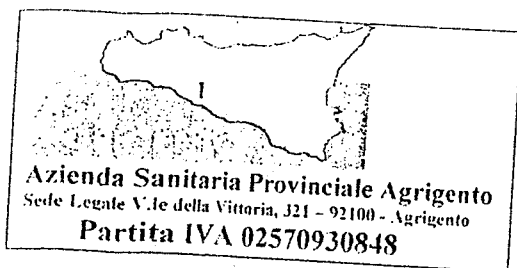 Azienda Sanitaria Provinciale Agrigento
Sede Legale V.le della Vittoria, 321 – 92100 - Agrigento
Partita IVA 02570930848